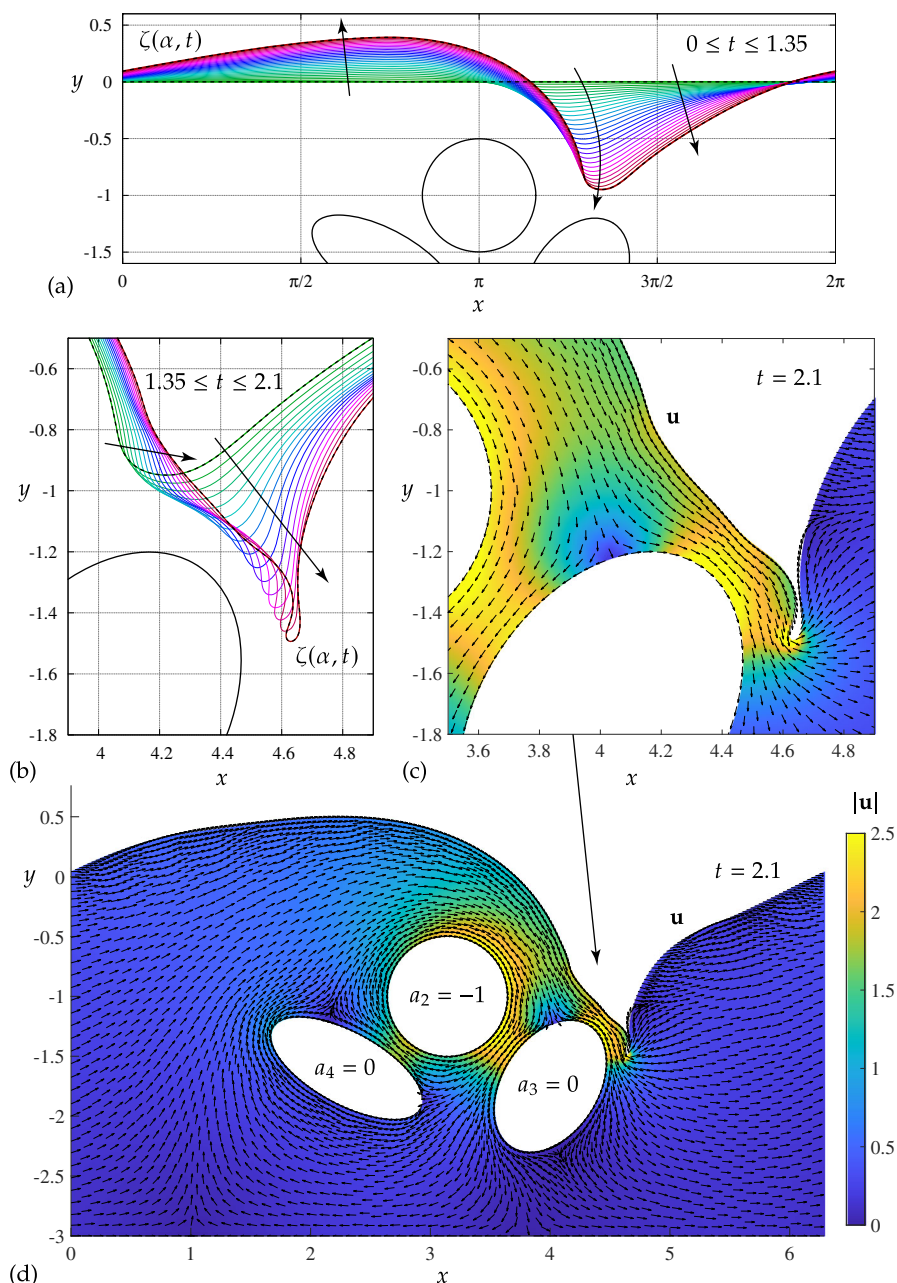 ζ(α, t)
0 ≤ t ≤ 1.35
0.5
0
-0.5
-1
-1.5
y
0
π/2
π
3π/2
2π
x
(a)
1.35 ≤ t ≤ 2.1
ζ(α, t)
-0.6
-0.8
-1
-1.2
-1.4
-1.6
-1.8
y
4
4.2
4.4
4.6
4.8
x
(b)
t = 2.1
u
-0.6
-0.8
-1
-1.2
-1.4
-1.6
-1.8
y
3.6
3.8
4
4.2
4.4
4.6
4.8
x
(c)
t = 2.1
u
a₂ = −1
a₄ = 0
a₃ = 0
0.5
0
-0.5
-1
-1.5
-2
-2.5
-3
y
0
1
2
3
4
5
6
x
(d)
|u|
2.5
2
1.5
1
0.5
0